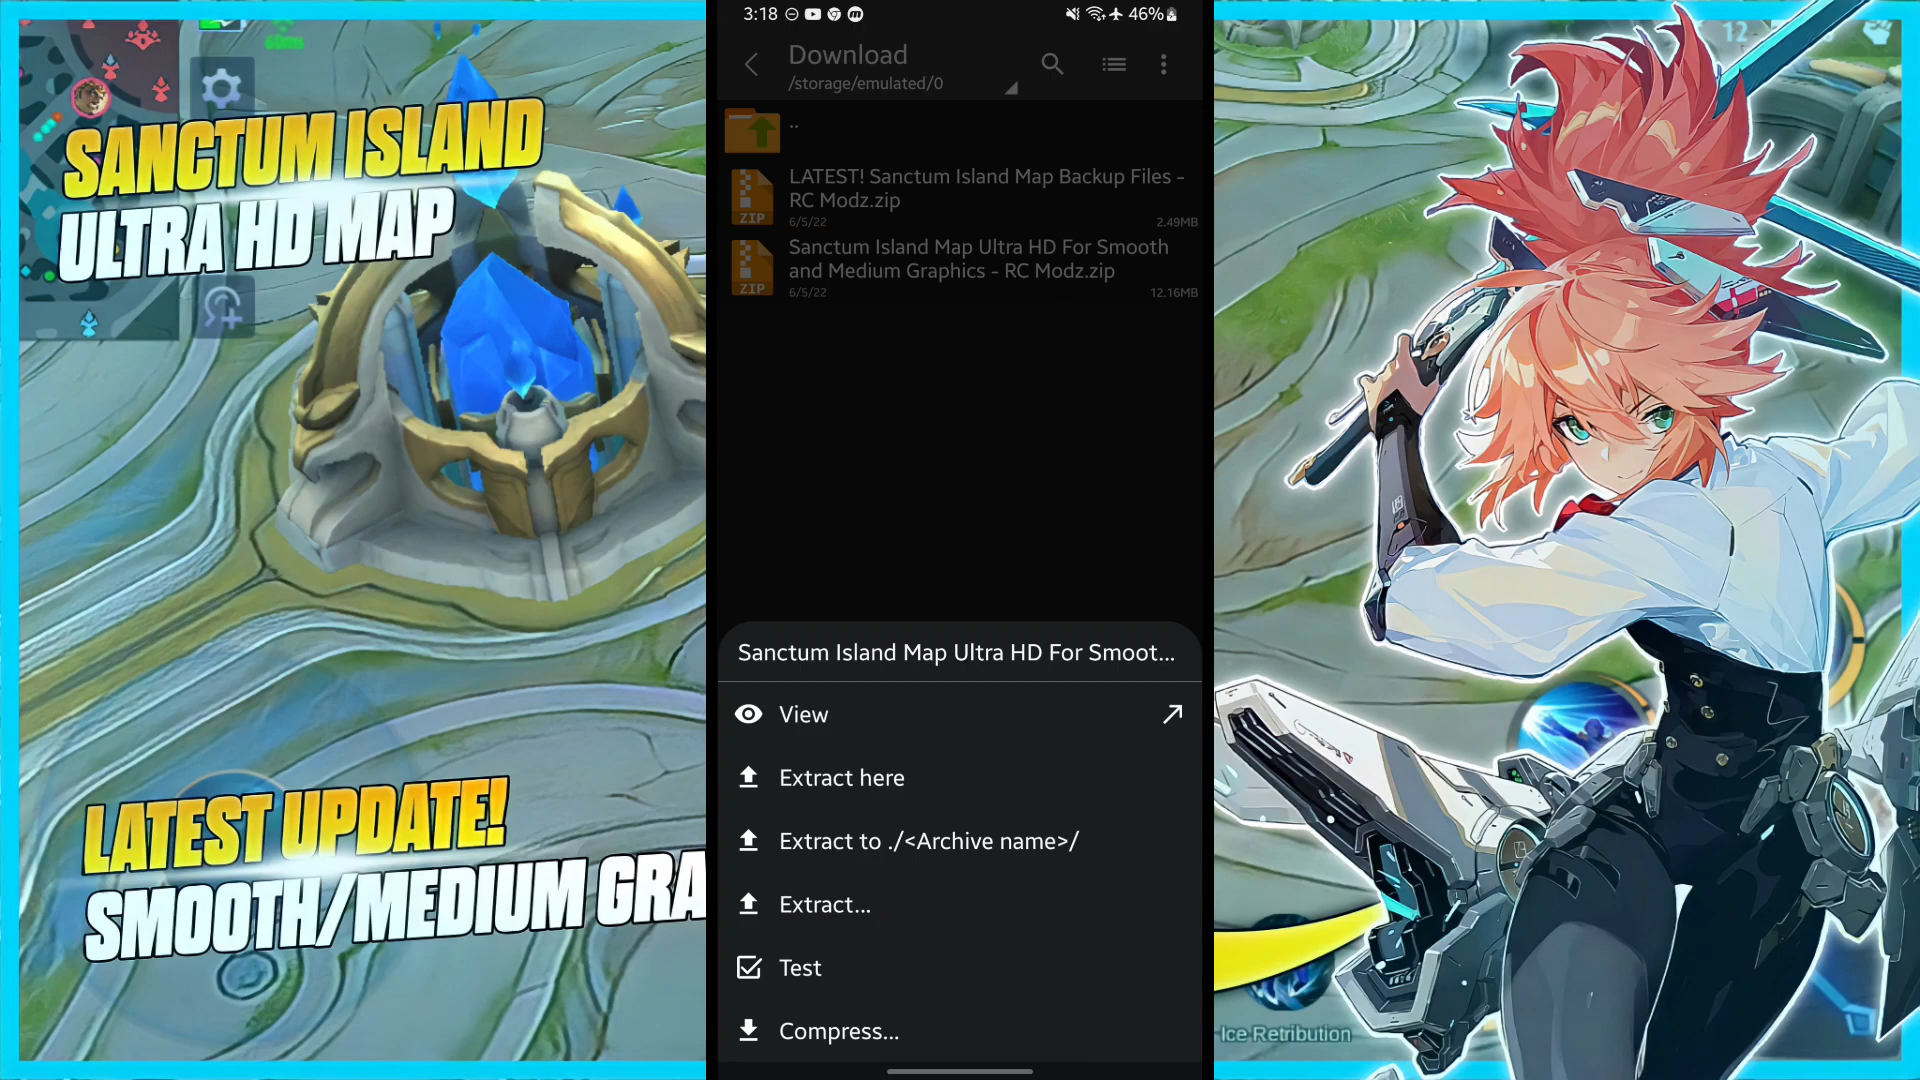 SANCTUM ISLAND
ULTRA HD MAP
LATEST UPDATE!
SMOOTH/MEDIUM GRA
3:18
46%
Download
/storage/emulated/0
..
LATEST! Sanctum Island Map Backup Files -
RC Modz.zip
ZIP
6/5/22
2.49MB
Sanctum Island Map Ultra HD For Smooth
and Medium Graphics - RC Modz.zip
ZIP
6/5/22
12.16MB
Sanctum Island Map Ultra HD For Smoot...
View
Extract here
Extract to ./<Archive name>/
Extract...
Test
Compress...
12
Ice Retribution